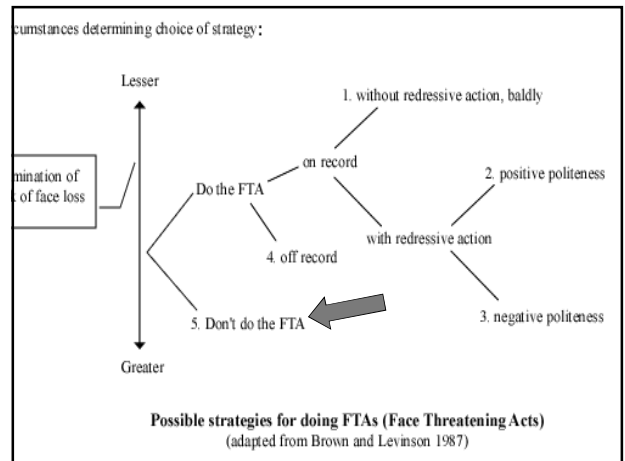 cumstances determining choice of strategy:
Lesser
1. without redressive action, baldly
on record
mination of
of face loss
Do the FTA
2. positive politeness
with redressive action
4. off record
5. Don't do the FTA
3. negative politeness
Greater
Possible strategies for doing FTAs (Face Threatening Acts)
(adapted from Brown and Levinson 1987)